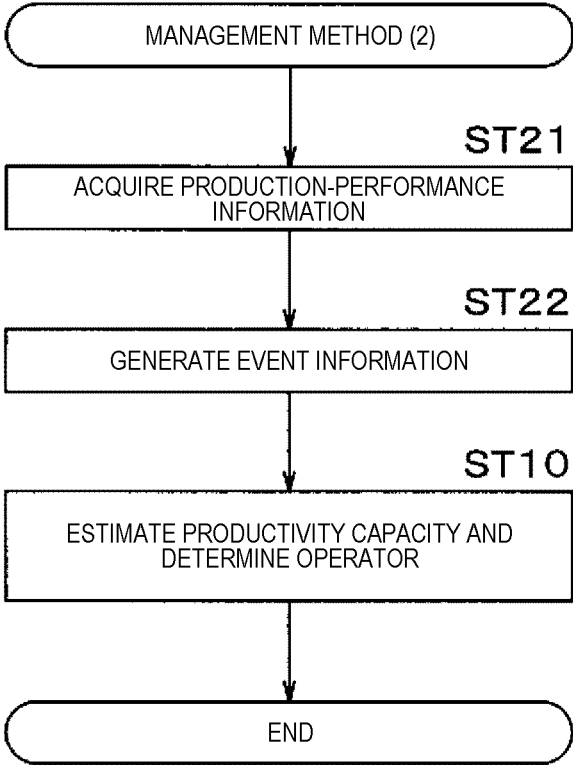 MANAGEMENT METHOD (2)
ST21
ACQUIRE PRODUCTION-PERFORMANCE
INFORMATION
ST22
GENERATE EVENT INFORMATION
ST10
ESTIMATE PRODUCTIVITY CAPACITY AND
DETERMINE OPERATOR
END